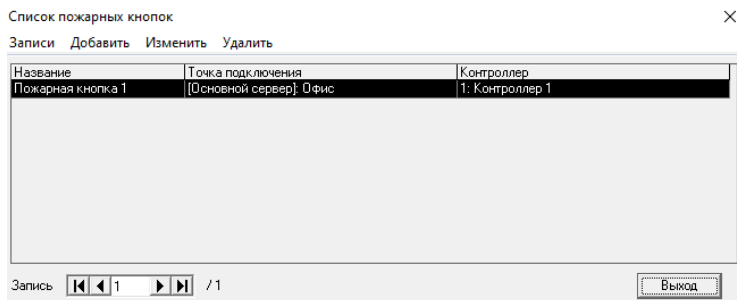 Список пожарных кнопок
Записи Добавить Изменить Удалить
Название Точка подключения Контроллер
Пожарная кнопка 1 [Основной сервер]: Офис 1: Контроллер 1
Запись 1 / 1 Выход